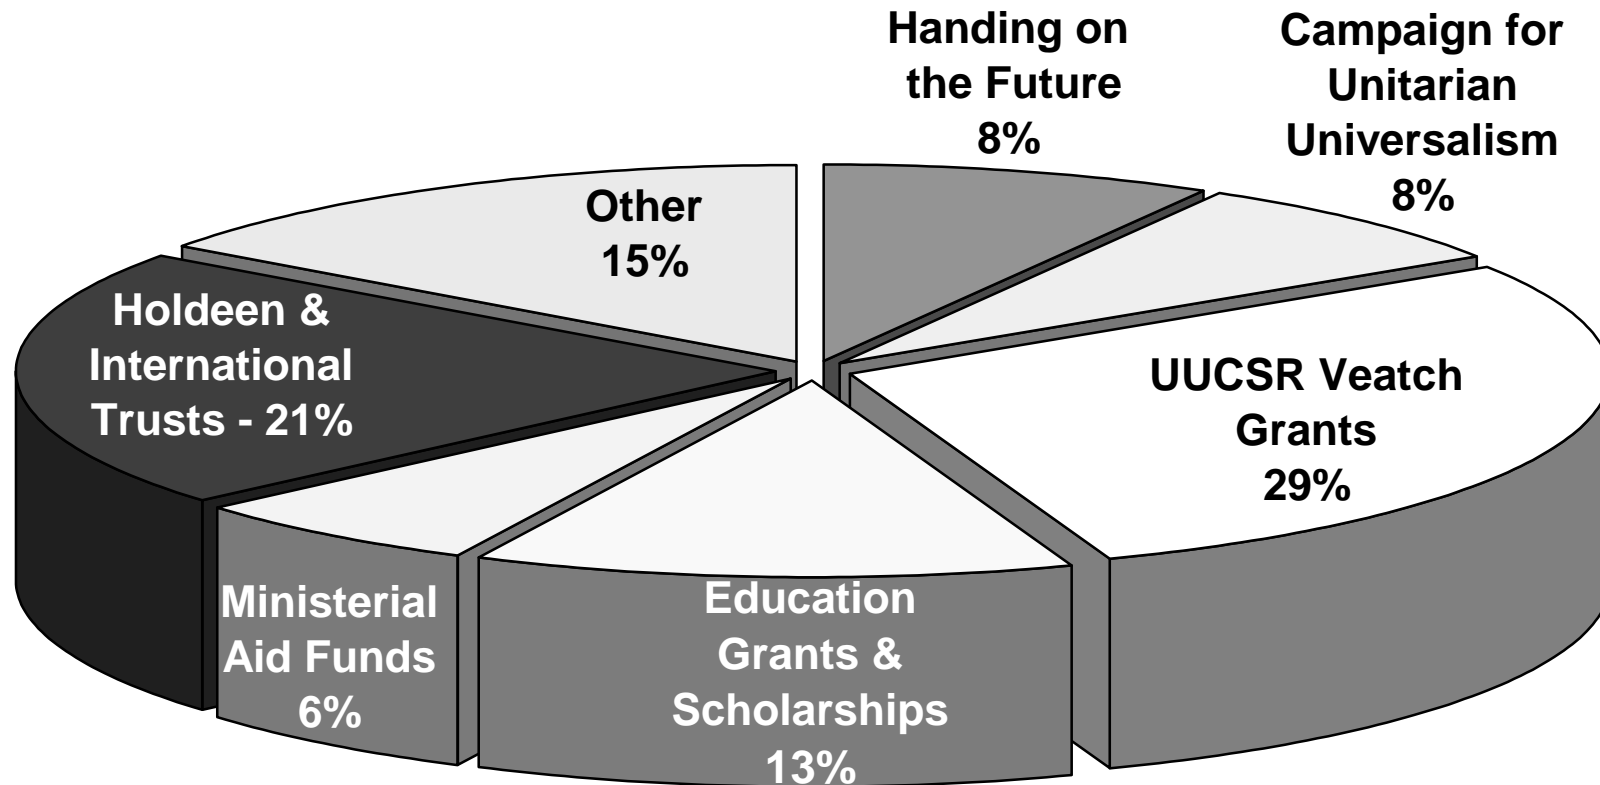 Handing on
the Future
8%
Campaign for
Unitarian
Universalism
8%
Other
15%
Holdeen &
International
Trusts - 21%
UUCSR Veatch
Grants
29%
Ministerial
Aid Funds
6%
Education
Grants &
Scholarships
13%